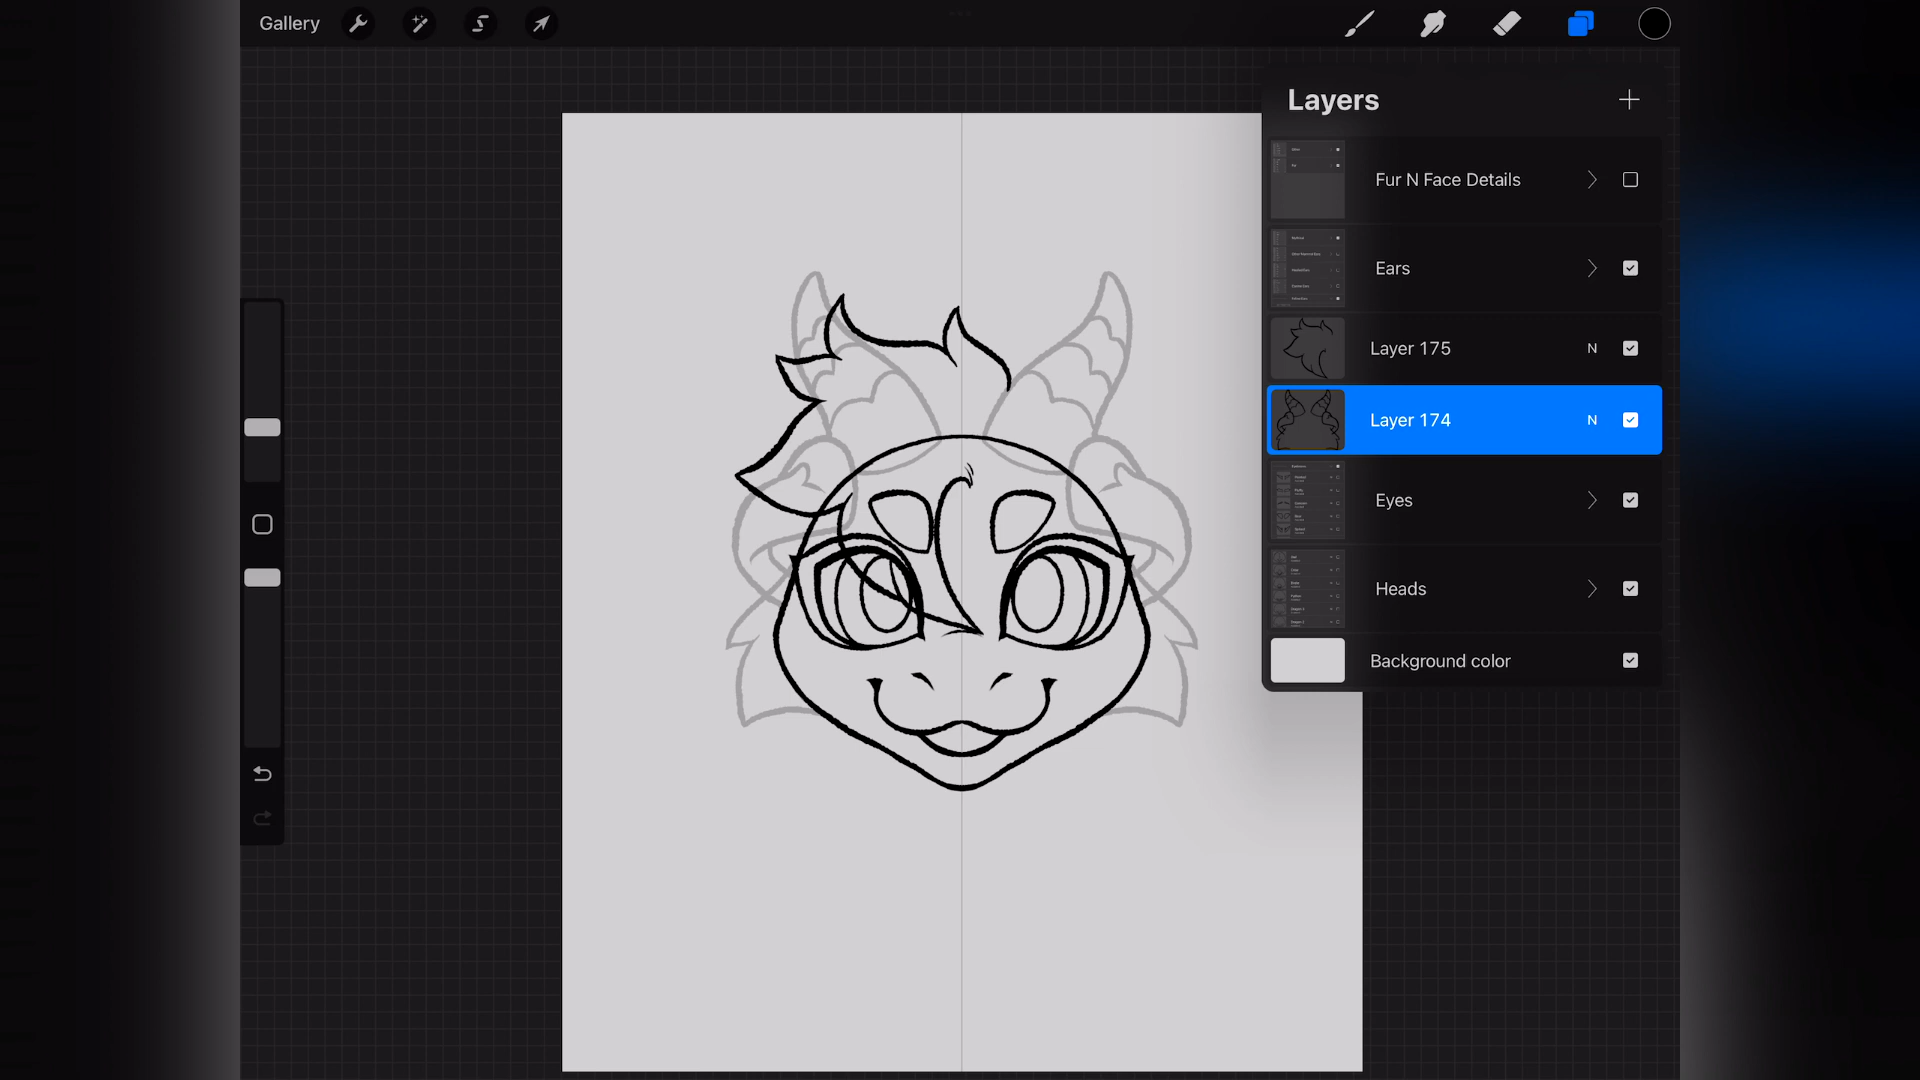 Gallery
Layers
Fur N Face Details
Ears
Layer 175 N
Layer 174 N
Eyes
Heads
Background color